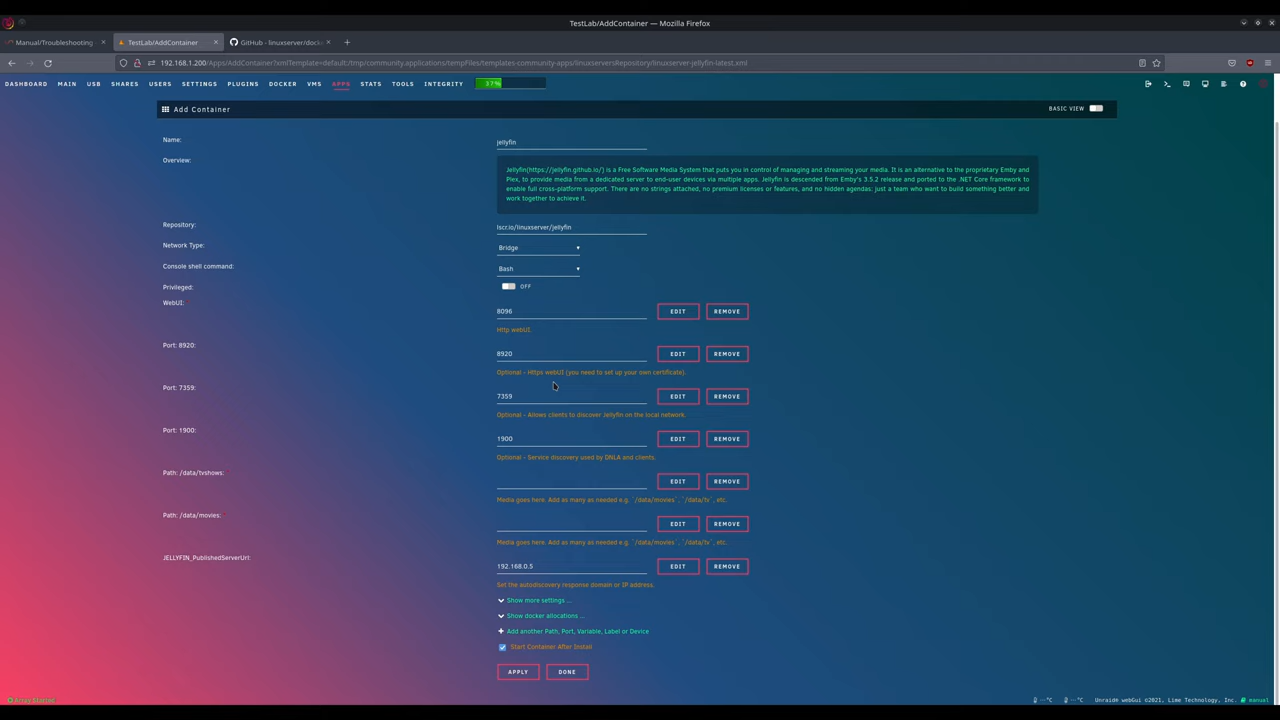 TestLab/AddContainer — Mozilla Firefox
Manual/Troubleshooting
TestLab/AddContainer
GitHub - linuxserver/docke
192.168.1.200/Apps/AddContainer?xmlTemplate=default:/tmp/community.applications/tempFiles/templates-community-apps/linuxserversRepository/linuxserver-jellyfin-latest.xml
DASHBOARD MAIN USB SHARES USERS SETTINGS PLUGINS DOCKER VMS APPS STATS TOOLS INTEGRITY 37%
Add Container
BASIC VIEW
Name:
jellyfin
Overview:
Jellyfin(https://jellyfin.github.io/) is a Free Software Media System that puts you in control of managing and streaming your media. It is an alternative to the proprietary Emby and
Plex, to provide media from a dedicated server to end-user devices via multiple apps. Jellyfin is descended from Emby's 3.5.2 release and ported to the .NET Core framework to
enable full cross-platform support. There are no strings attached, no premium licenses or features, and no hidden agendas: just a team who want to build something better and
work together to achieve it.
Repository:
lscr.io/linuxserver/jellyfin
Network Type:
Bridge
Console shell command:
Bash
Privileged:
OFF
WebUI:
8096 EDIT REMOVE
Http webUI.
Port: 8920:
8920 EDIT REMOVE
Optional - Https webUI (you need to set up your own certificate).
Port: 7359:
7359 EDIT REMOVE
Optional - Allows clients to discover Jellyfin on the local network.
Port: 1900:
1900 EDIT REMOVE
Optional - Service discovery used by DNLA and clients.
Path: /data/tvshows: *
EDIT REMOVE
Media goes here. Add as many as needed e.g. `/data/movies`, `/data/tv`, etc.
Path: /data/movies: *
EDIT REMOVE
Media goes here. Add as many as needed e.g. `/data/movies`, `/data/tv`, etc.
JELLYFIN_PublishedServerUrl:
192.168.0.5 EDIT REMOVE
Set the autodiscovery response domain or IP address.
Show more settings ...
Show docker allocations ...
Add another Path, Port, Variable, Label or Device
Start Container After Install
APPLY DONE
Array Started
-- °C -- °C Unraid® webGui ©2021, Lime Technology, Inc. manual